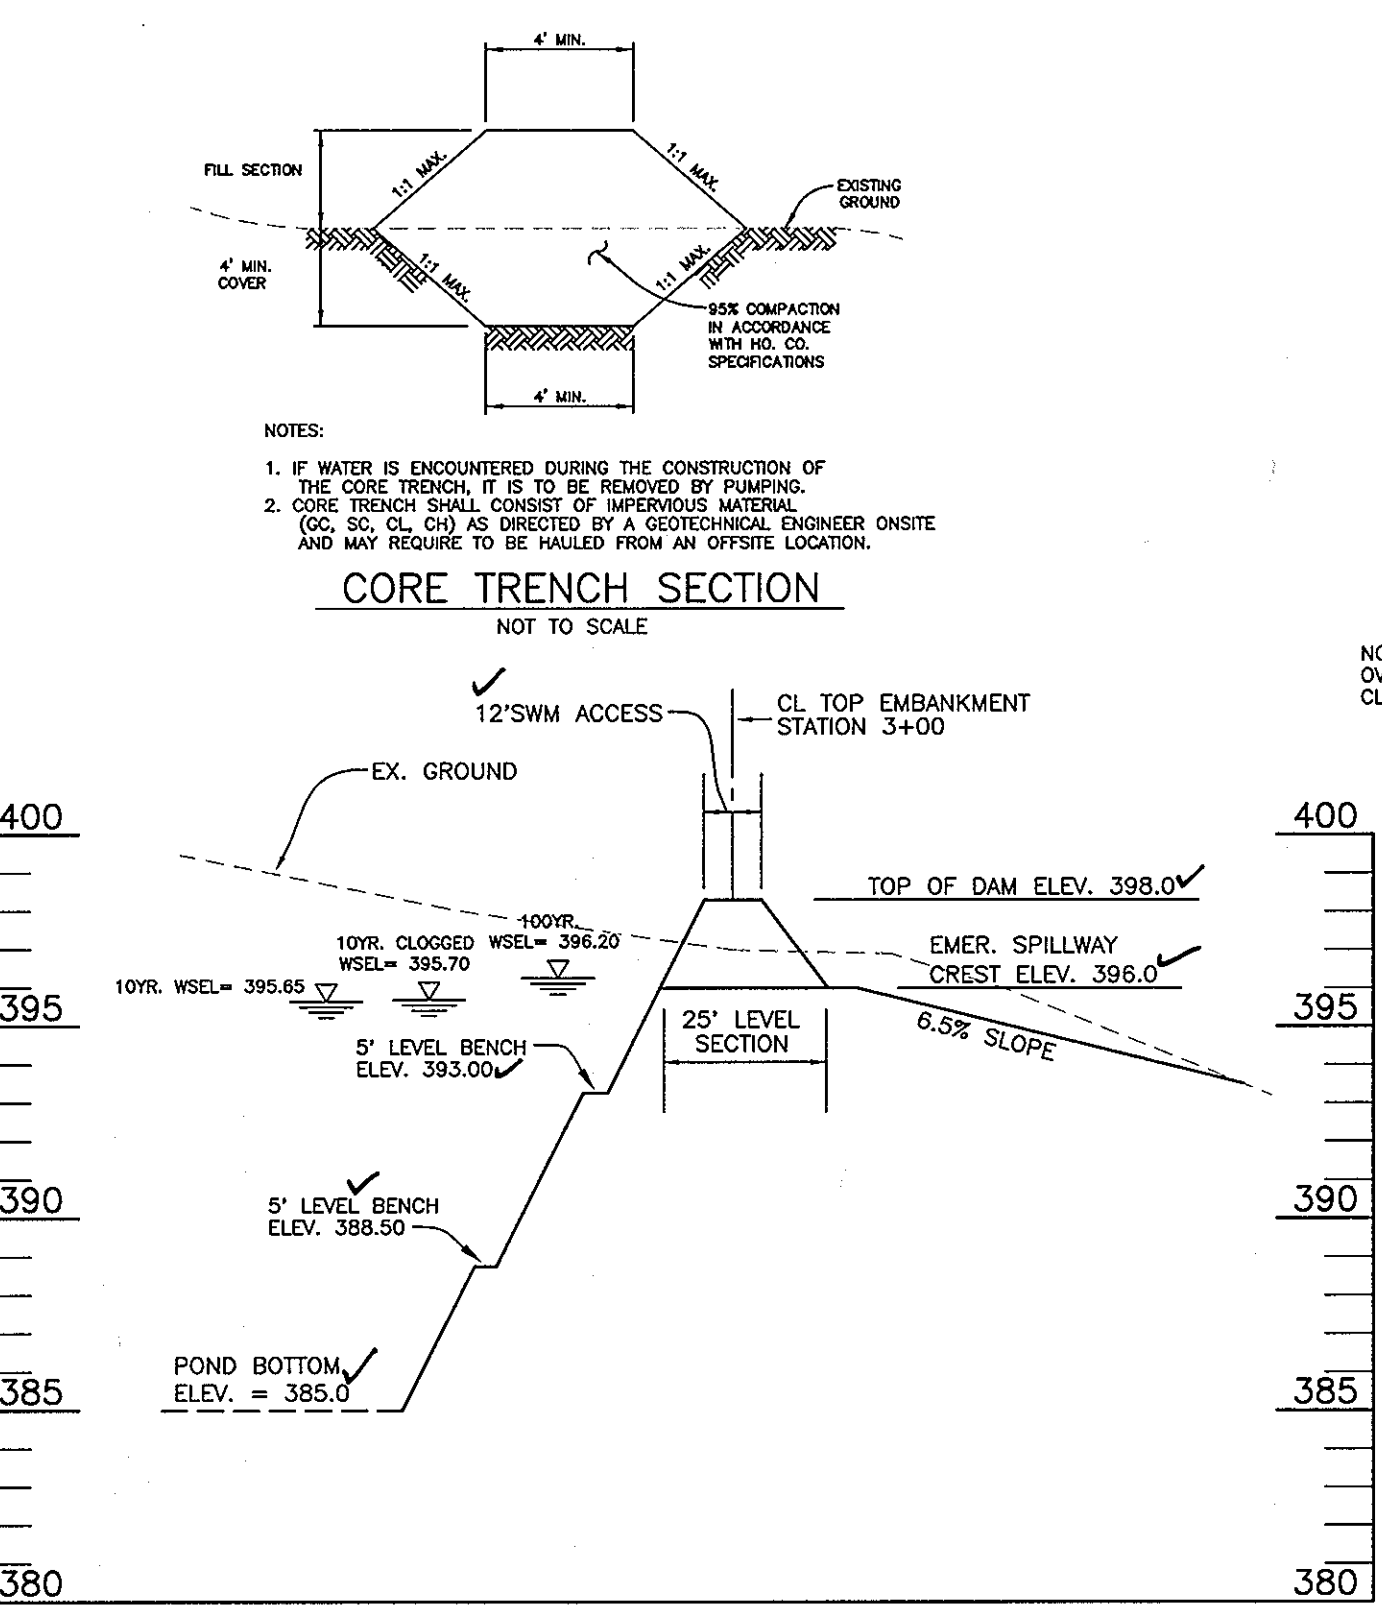 4' MIN.
FILL SECTION
1:1 MAX.
1:1 MAX.
EXISTING
GROUND
4' MIN.
COVER
1:1 MAX.
1:1 MAX.
95% COMPACTION
IN ACCORDANCE
WITH HO. CO.
SPECIFICATIONS
4' MIN.
NOTES:
1. IF WATER IS ENCOUNTERED DURING THE CONSTRUCTION OF
THE CORE TRENCH, IT IS TO BE REMOVED BY PUMPING.
2. CORE TRENCH SHALL CONSIST OF IMPERVIOUS MATERIAL
(GC, SC, CL, CH) AS DIRECTED BY A GEOTECHNICAL ENGINEER ONSITE
AND MAY REQUIRE TO BE HAULED FROM AN OFFSITE LOCATION.
CORE TRENCH SECTION
NOT TO SCALE
12'SWM ACCESS
CL TOP EMBANKMENT
STATION 3+00
EX. GROUND
400
400
TOP OF DAM ELEV. 398.0
100YR.
WSEL= 396.20
10YR. CLOGGED
WSEL= 395.70
10YR. WSEL= 395.65
EMER. SPILLWAY
CREST ELEV. 396.0
395
395
25' LEVEL
SECTION
6.5% SLOPE
5' LEVEL BENCH
ELEV. 393.00
390
390
5' LEVEL BENCH
ELEV. 388.50
POND BOTTOM
ELEV. = 385.0
385
385
380
380